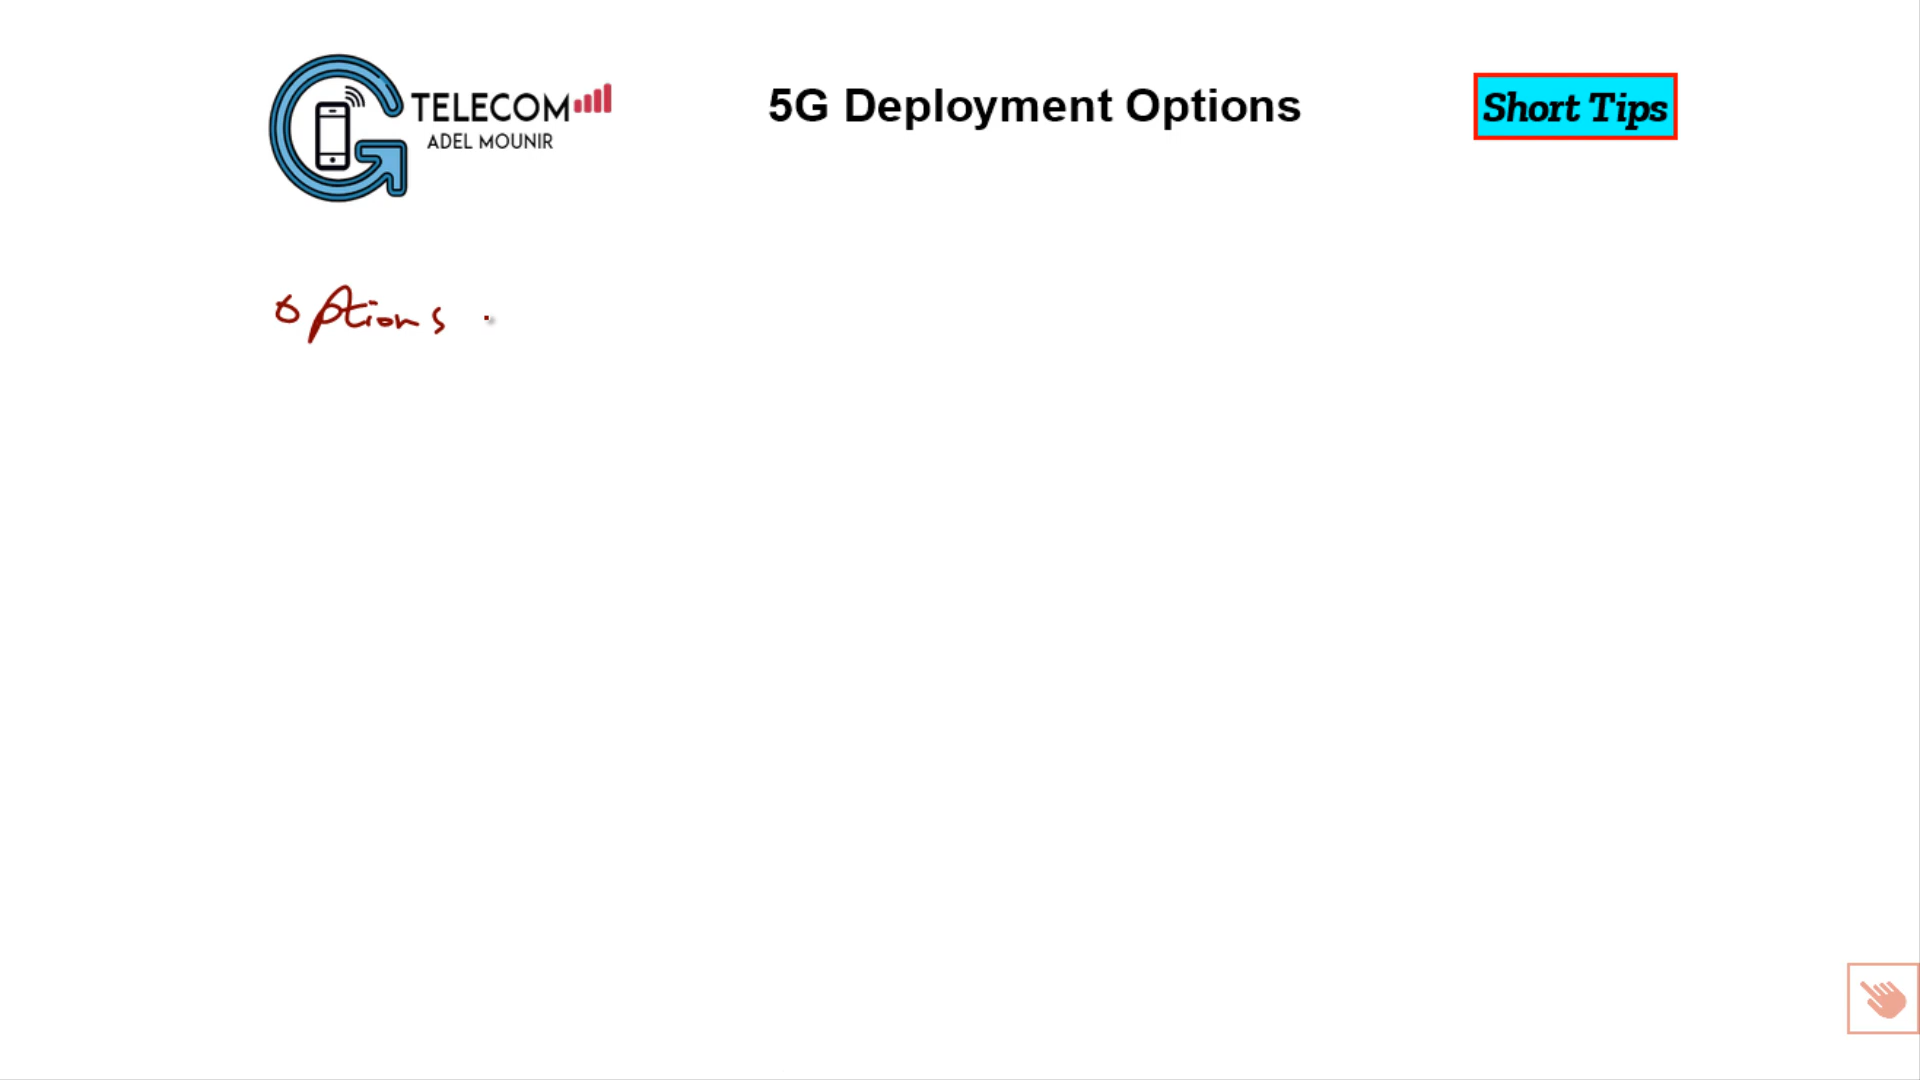 TELECOM
ADEL MOUNIR
5G Deployment Options
Short Tips
options